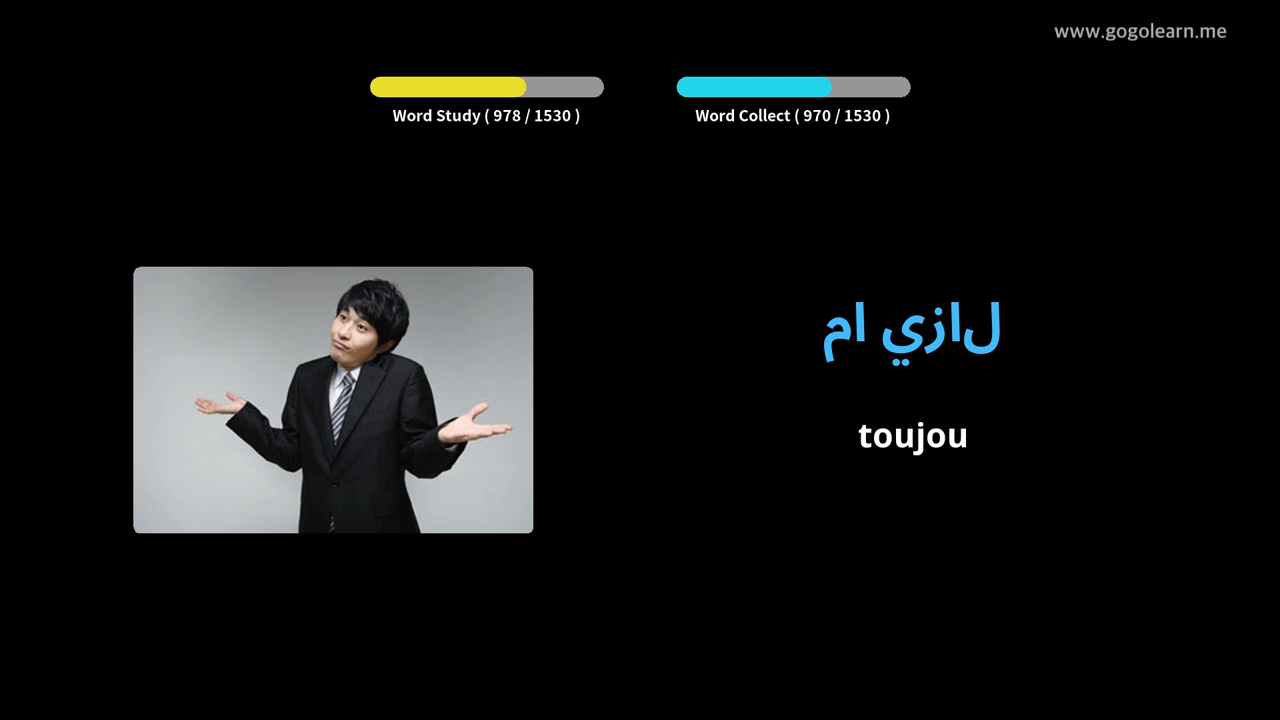 www.gogolearn.me
Word Study ( 978 / 1530 )
Word Collect ( 970 / 1530 )
لازي ام
toujou